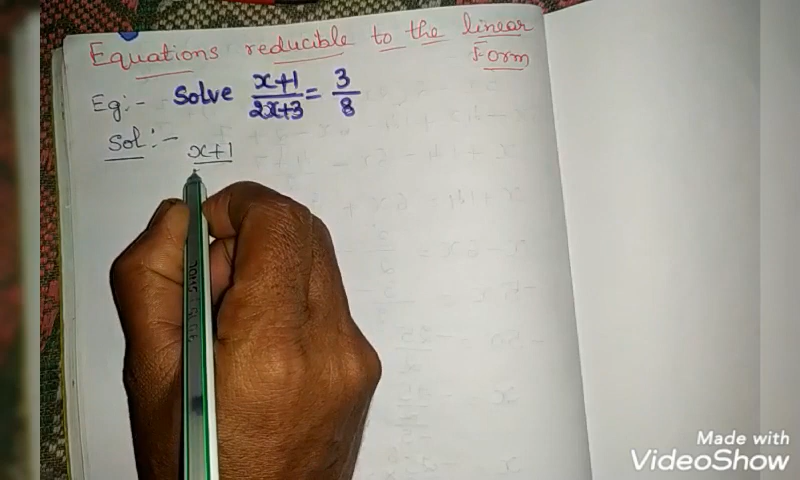 Equations reducible to the linear
Form
Eg:- Solve x+1/2x+3 = 3/8
Sol:-
x+1
Made with
VideoShow